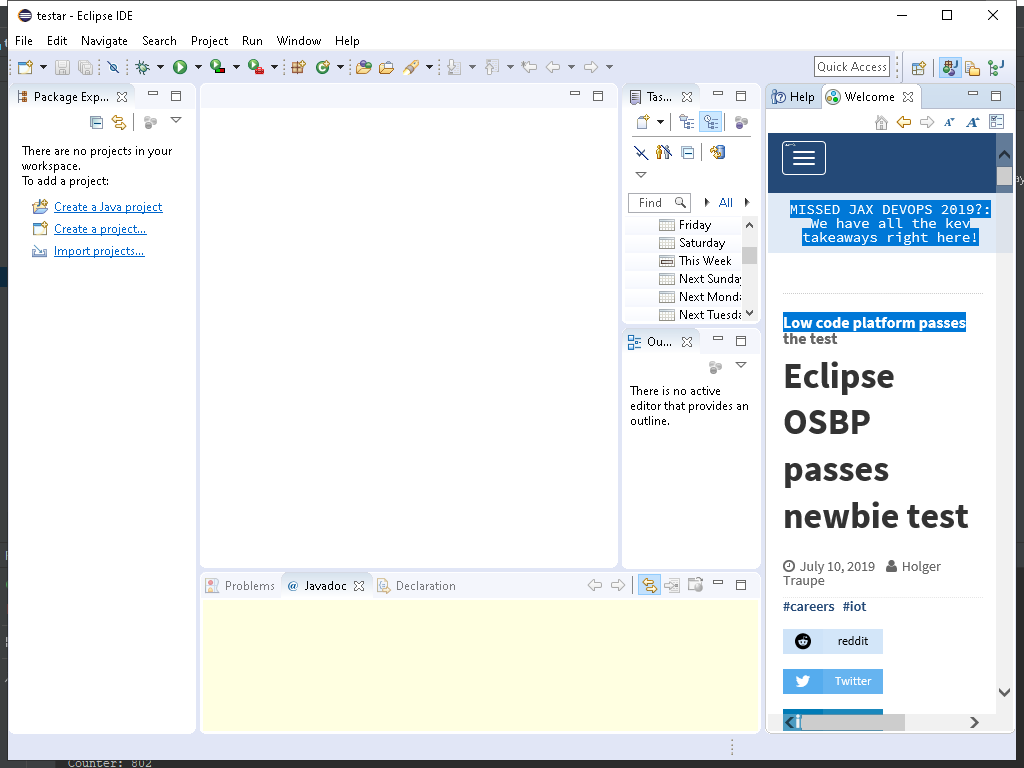 testar - Eclipse IDE
File Edit Navigate Search Project Run Window Help
Quick Access
Package Exp...
There are no projects in your
workspace.
To add a project:
Create a Java project
Create a project...
Import projects...
Tas...
Find
All
Friday
Saturday
This Week
Next Sunda
Next Monda
Next Tuesda
Ou...
There is no active
editor that provides an
outline.
Problems @ Javadoc Declaration
Help Welcome
MISSED JAX DEVOPS 2019?:
We have all the key
takeaways right here!
Low code platform passes
the test
Eclipse
OSBP
passes
newbie test
July 10, 2019 Holger
Traupe
#careers #iot
reddit
Twitter
Counter: 802